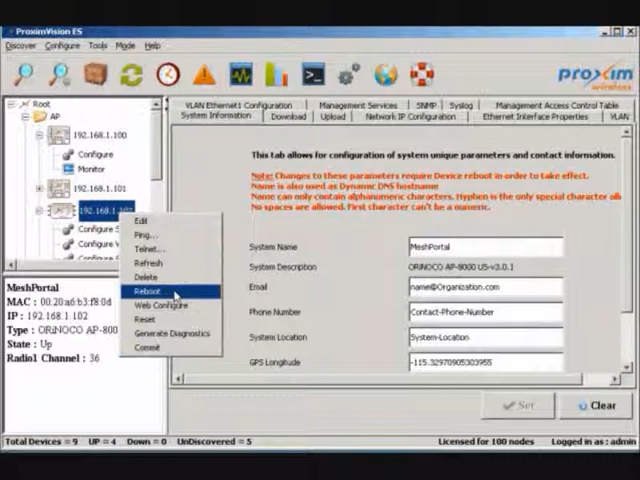 ProximVision ES
Discover Configure Tools Mode Help
proxim
wireless
Root
AP
192.168.1.100
Configure
Monitor
192.168.1.101
192.168.1.102
Configure
Configure
Configure
Edit
Ping...
Telnet...
Refresh
Delete
Reboot
Web Configure
Reset
Generate Diagnostics
Commit
MeshPortal
MAC : 00:20:a6:b3:f8:0d
IP : 192.168.1.102
Type : ORiNOCO AP-800
State : Up
Radio1 Channel : 36
VLAN Ethernet1 Configuration Management Services SNMP Syslog Management Access Control Table
System Information Download Upload Network IP Configuration Ethernet Interface Properties VLAN
This tab allows for configuration of system unique parameters and contact information.
Note: Changes to these parameters require Device reboot in order to take effect.
Name is also used as Dynamic DNS hostname
Name can only contain alphanumeric characters. Hyphen is the only special character all
No spaces are allowed. First character can't be a numeric.
System Name MeshPortal
System Description ORiNOCO AP-8000 US-v3.0.1
Email name@Organization.com
Phone Number Contact-Phone-Number
System Location System-Location
GPS Longitude -115.32970905303955
Set Clear
Total Devices = 9 UP = 4 Down = 0 UnDiscovered = 5 Licensed for 100 nodes Logged in as : admin